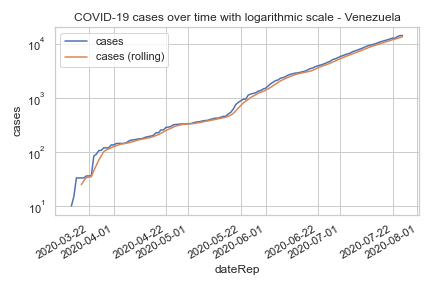 COVID-19 cases over time with logarithmic scale - Venezuela
cases
cases (rolling)
10⁴
10³
10²
10¹
cases
2020-03-22
2020-04-01
2020-04-22
2020-05-01
2020-05-22
2020-06-01
2020-06-22
2020-07-01
2020-07-22
2020-08-01
dateRep